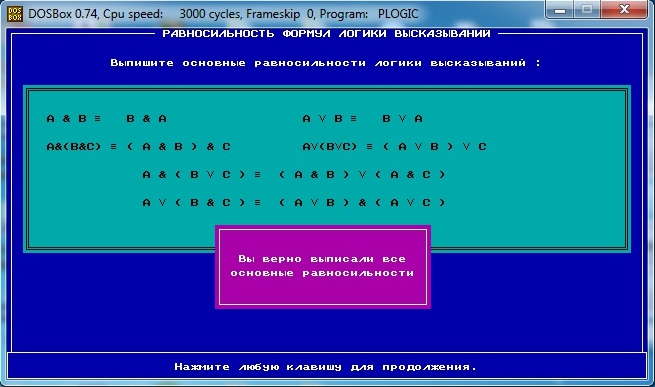 DOSBox 0.74, Cpu speed: 3000 cycles, Frameskip 0, Program: PLOGIC
РАВНОСИЛЬНОСТЬ ФОРМУЛ ЛОГИКИ ВЫСКАЗЫВАНИЙ
Выпишите основные равносильности логики высказываний :
A & B ≡ B & A A ∨ B ≡ B ∨ A
A&(B&C) ≡ ( A & B ) & C A∨(B∨C) ≡ ( A ∨ B ) ∨ C
A & ( B ∨ C ) ≡ ( A & B ) ∨ ( A & C )
A ∨ ( B & C ) ≡ ( A ∨ B ) & ( A ∨ C )
Вы верно выписали все
основные равносильности
Нажмите любую клавишу для продолжения.